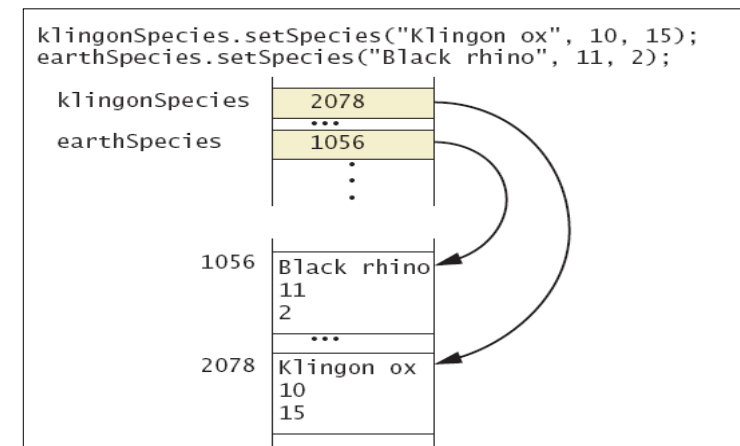 klingonSpecies.setSpecies("Klingon ox", 10, 15);
earthSpecies.setSpecies("Black rhino", 11, 2);
klingonSpecies 2078
...
earthSpecies 1056
1056 Black rhino
11
2
...
2078 Klingon ox
10
15